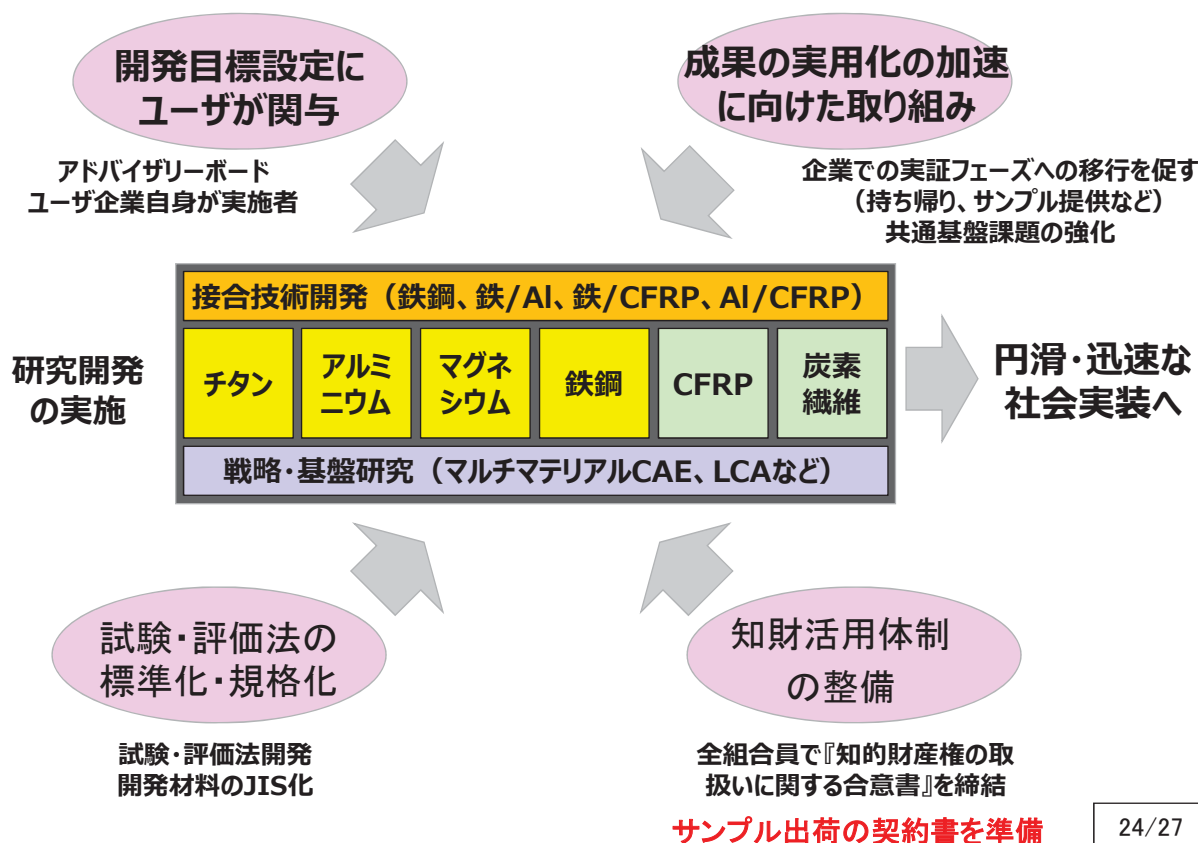 開発目標設定に
ユーザが関与
アドバイザリーボード
ユーザ企業自身が実施者
成果の実用化の加速
に向けた取り組み
企業での実証フェーズへの移行を促す
（持ち帰り、サンプル提供など）
共通基盤課題の強化
研究開発
の実施
接合技術開発（鉄鋼、鉄/Al、鉄/CFRP、Al/CFRP）
チタン
アルミ
ニウム
マグネ
シウム
鉄鋼
CFRP
炭素
繊維
戦略・基盤研究（マルチマテリアルCAE、LCAなど）
円滑・迅速な
社会実装へ
試験・評価法の
標準化・規格化
試験・評価法開発
開発材料のJIS化
知財活用体制
の整備
全組合員で『知的財産権の取
扱いに関する合意書』を締結
サンプル出荷の契約書を準備
24/27